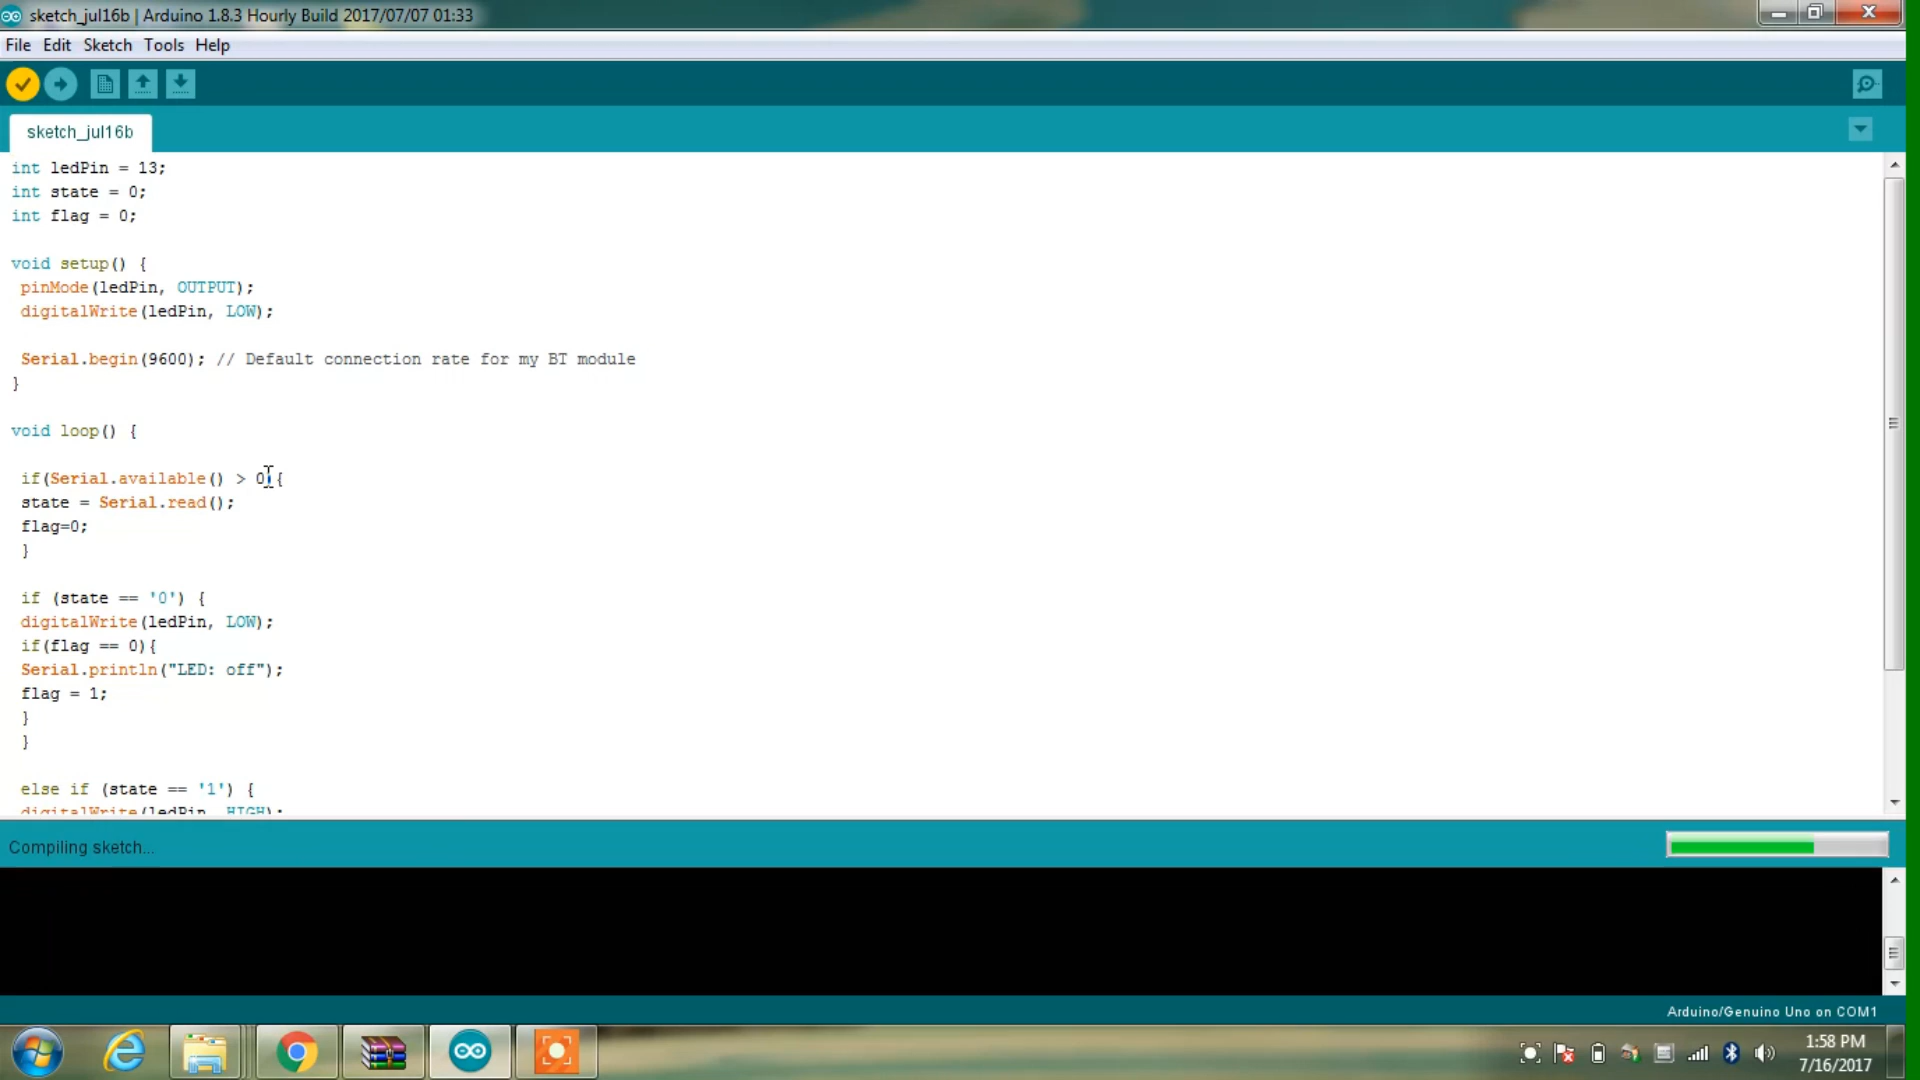 sketch_jul16b | Arduino 1.8.3 Hourly Build 2017/07/07 01:33
File Edit Sketch Tools Help
sketch_jul16b
int ledPin = 13;
int state = 0;
int flag = 0;
void setup() {
pinMode(ledPin, OUTPUT);
digitalWrite(ledPin, LOW);
Serial.begin(9600); // Default connection rate for my BT module
}
void loop() {
if(Serial.available() > 0){
state = Serial.read();
flag=0;
}
if (state == '0') {
digitalWrite(ledPin, LOW);
if(flag == 0){
Serial.println("LED: off");
flag = 1;
}
}
else if (state == '1') {
digitalWrite(ledPin, HIGH);
Compiling sketch...
Arduino/Genuino Uno on COM1
1:58 PM
7/16/2017